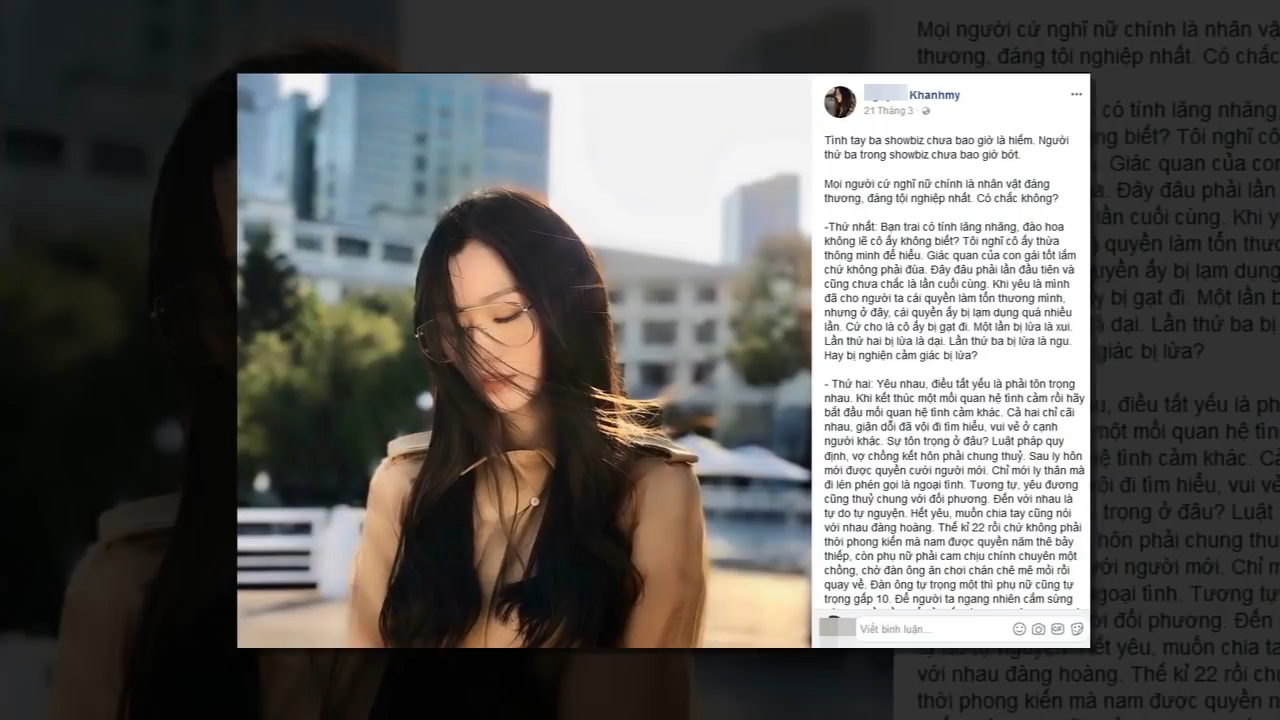 Khanhmy
21 Tháng 3
Tình tay ba showbiz chưa bao giờ là hiếm. Người
thứ ba trong showbiz chưa bao giờ bớt.
Mọi người cứ nghĩ nữ chính là nhân vật đáng
thương, đáng tội nghiệp nhất. Có chắc không?
-Thứ nhất: Bạn trai có tính lăng nhăng, đào hoa
không lẽ cô ấy không biết? Tôi nghĩ cô ấy thừa
thông minh để hiểu. Giác quan của con gái tốt lắm
chứ không phải đùa. Đây đâu phải lần đầu tiên và
cũng chưa chắc là lần cuối cùng. Khi yêu là mình
đã cho người ta cái quyền làm tổn thương mình,
nhưng ở đây, cái quyền ấy bị lạm dụng quá nhiều
lần. Cứ cho là cô ấy bị gạt đi. Một lần bị lừa là xui.
Lần thứ hai bị lừa là dại. Lần thứ ba bị lừa là ngu.
Hay bị nghiện cảm giác bị lừa?
- Thứ hai: Yêu nhau, điều tất yếu là phải tôn trọng
nhau. Khi kết thúc một mối quan hệ tình cảm rồi hãy
bắt đầu mối quan hệ tình cảm khác. Cả hai chỉ cãi
nhau, giận dỗi đã vội đi tìm hiểu, vui vẻ ở cạnh
người khác. Sự tôn trọng ở đâu? Luật pháp quy
định, vợ chồng kết hôn phải chung thuỷ. Sau ly hôn
mới được quyền cưới người mới. Chỉ mới ly thân mà
đi lén phén gọi là ngoại tình. Tương tự, yêu đương
cũng thuỷ chung với đối phương. Đến với nhau là
tự do tự nguyện. Hết yêu, muốn chia tay cũng nói
với nhau đàng hoàng. Thế kỉ 22 rồi chứ không phải
thời phong kiến mà nam được quyền năm thê bảy
thiếp, còn phụ nữ phải cam chịu chính chuyên một
chồng, chờ đàn ông ăn chơi chán chê mê mỏi rồi
quay về. Đàn ông tự trọng một thì phụ nữ cũng tự
trọng gấp 10. Để người ta ngang nhiên cắm sừng
Viết bình luận...